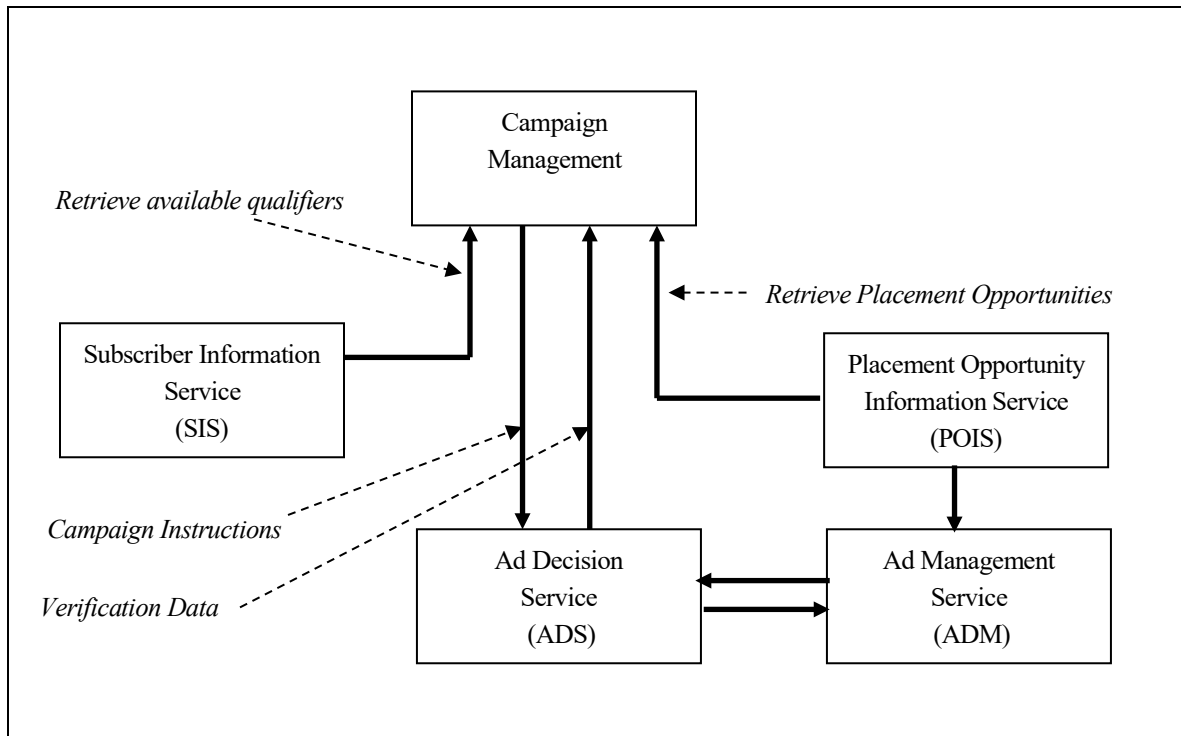 Campaign
Management
Retrieve available qualifiers
Retrieve Placement Opportunities
Subscriber Information
Service
(SIS)
Placement Opportunity
Information Service
(POIS)
Campaign Instructions
Verification Data
Ad Decision
Service
(ADS)
Ad Management
Service
(ADM)